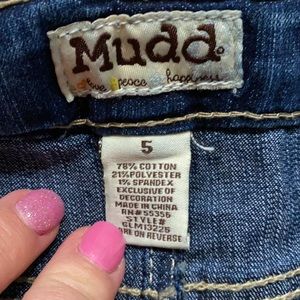 Mudd
love peace happiness
5
78% COTTON
21% POLYESTER
1% SPANDEX
EXCLUSIVE OF
DECORATION
MADE IN CHINA
RN# 55356
STYLE#
GLM13226
CARE ON REVERSE